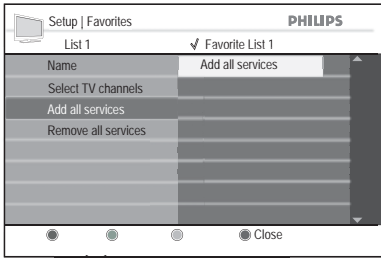 Setup | Favorites
PHILIPS
List 1
✓ Favorite List 1
Name
Add all services
Select TV channels
Add all services
Remove all services
Close